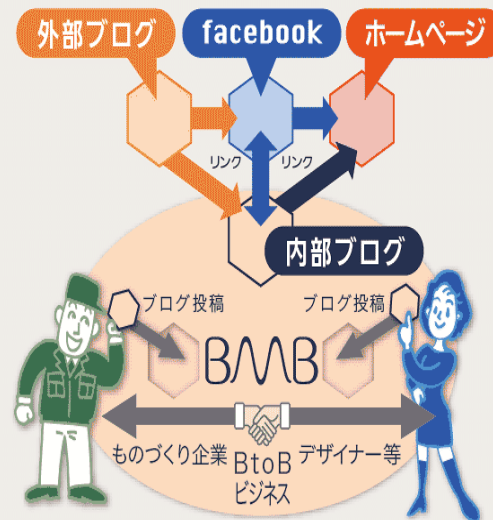 外部ブログ
facebook
ホームページ
リンク
リンク
内部ブログ
ブログ投稿
ブログ投稿
BMB
ものづくり企業
BtoB
ビジネス
デザイナー等